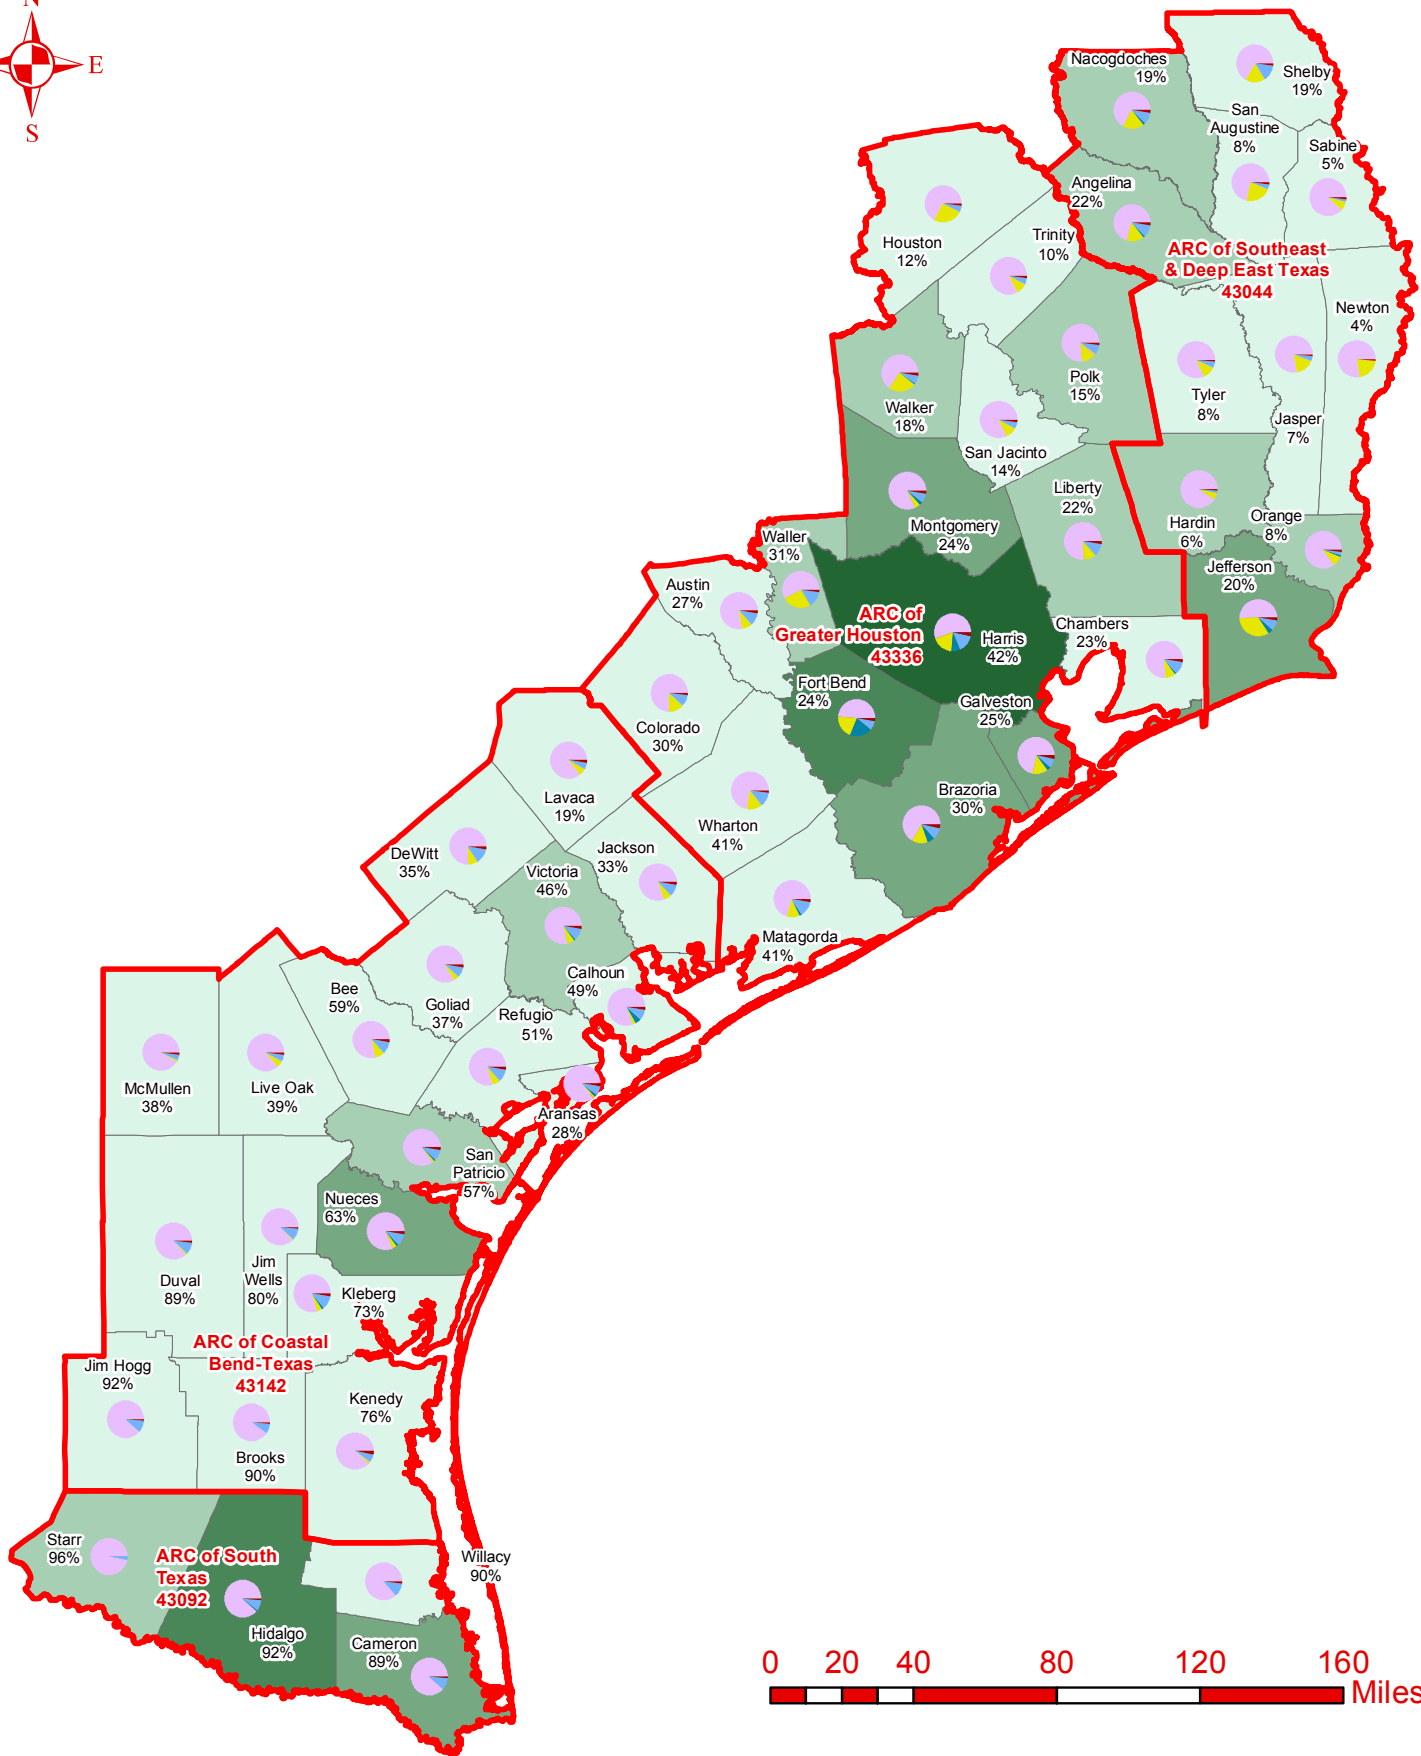 N
E
S
Nacogdoches
19%
Shelby
19%
San
Augustine
8%
Sabine
5%
Angelina
22%
Houston
12%
Trinity
10%
ARC of Southeast
& Deep East Texas
43044
Newton
4%
Walker
18%
Polk
15%
Tyler
8%
Jasper
7%
San Jacinto
14%
Liberty
22%
Montgomery
24%
Hardin
6%
Orange
8%
Waller
31%
Jefferson
20%
Austin
27%
ARC of
Greater Houston
43336
Harris
42%
Chambers
23%
Fort Bend
24%
Galveston
25%
Colorado
30%
Brazoria
30%
Lavaca
19%
Wharton
41%
DeWitt
35%
Jackson
33%
Victoria
46%
Matagorda
41%
Calhoun
49%
Bee
59%
Goliad
37%
Refugio
51%
McMullen
38%
Live Oak
39%
Aransas
28%
San
Patricio
57%
Nueces
63%
Duval
89%
Jim
Wells
80%
Kleberg
73%
ARC of Coastal
Bend-Texas
43142
Jim Hogg
92%
Kenedy
76%
Brooks
90%
Starr
96%
ARC of South
Texas
43092
Willacy
90%
Hidalgo
92%
Cameron
89%
0 20 40 80 120 160
Miles